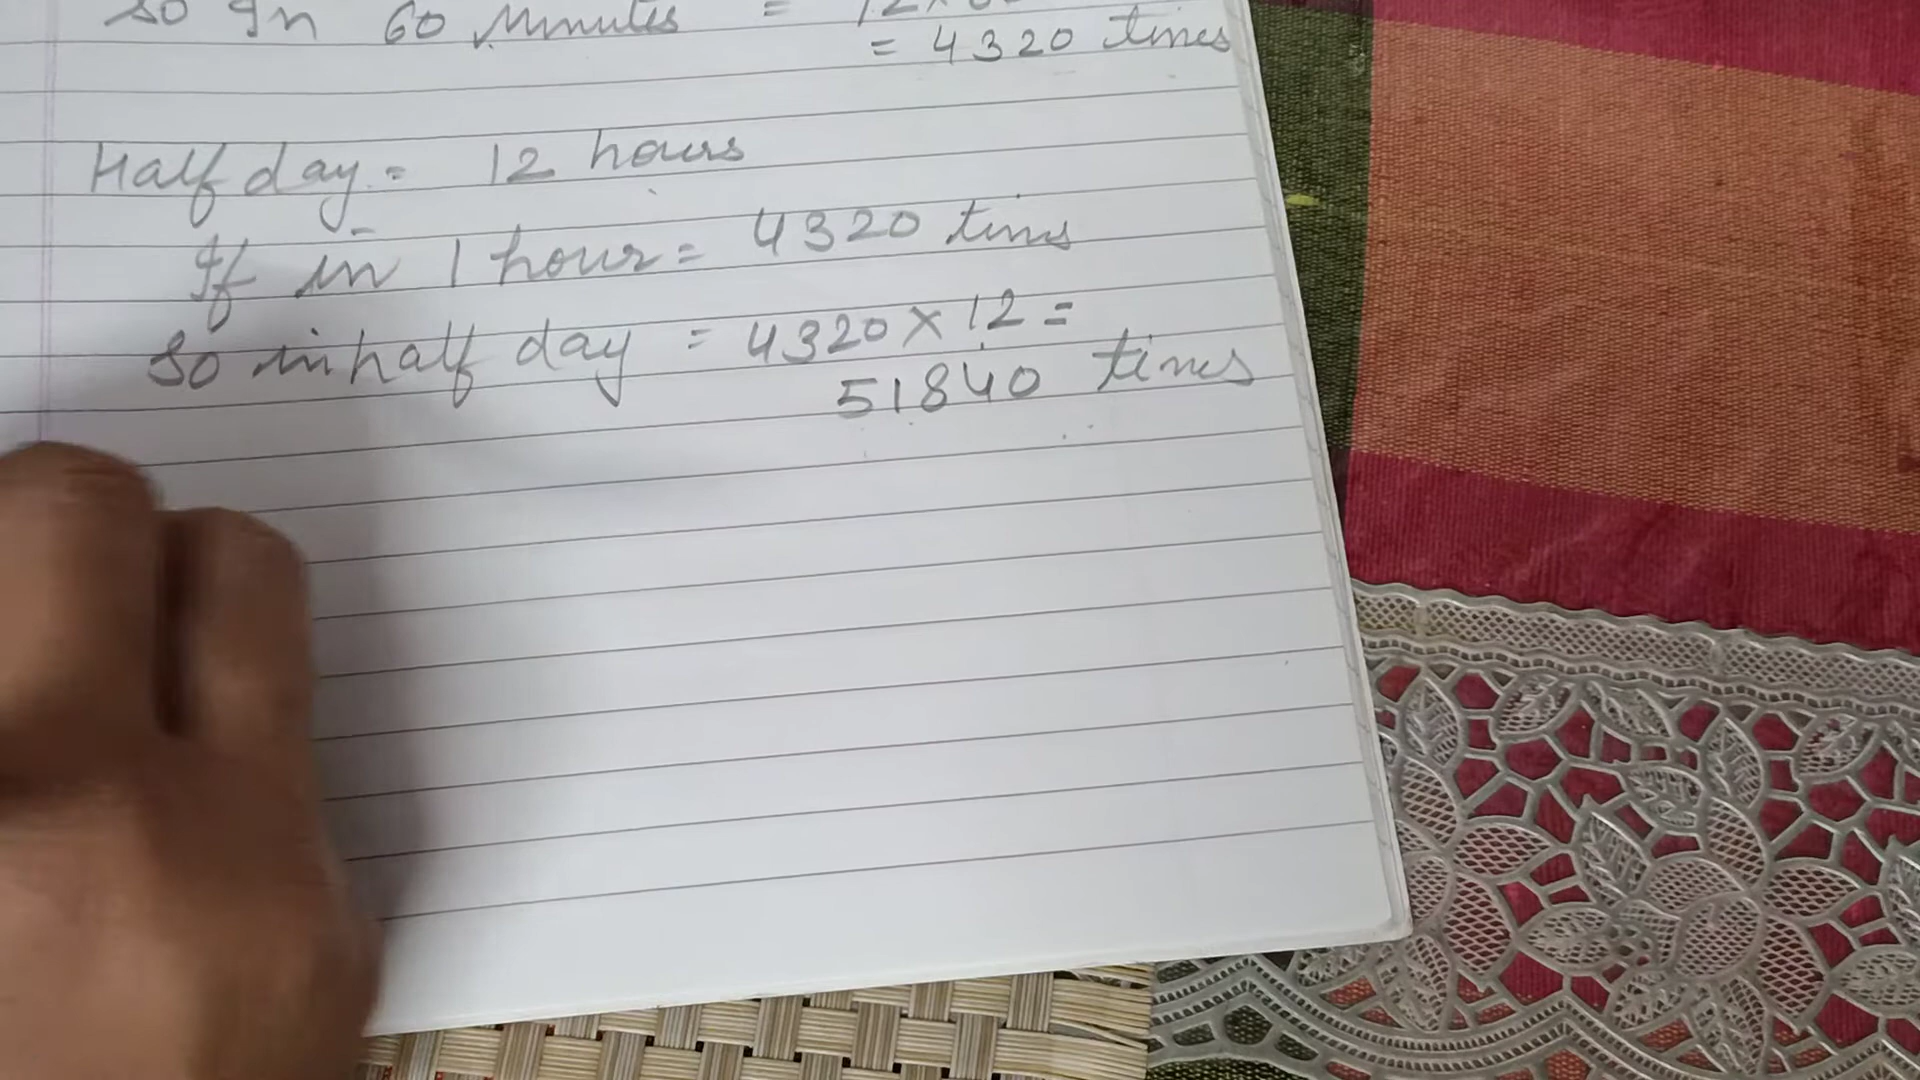 So In 60 Minutes =
= 4320 times
Half day = 12 hours
If in 1 hour = 4320 times
So in half day = 4320 × 12 =
51840 times